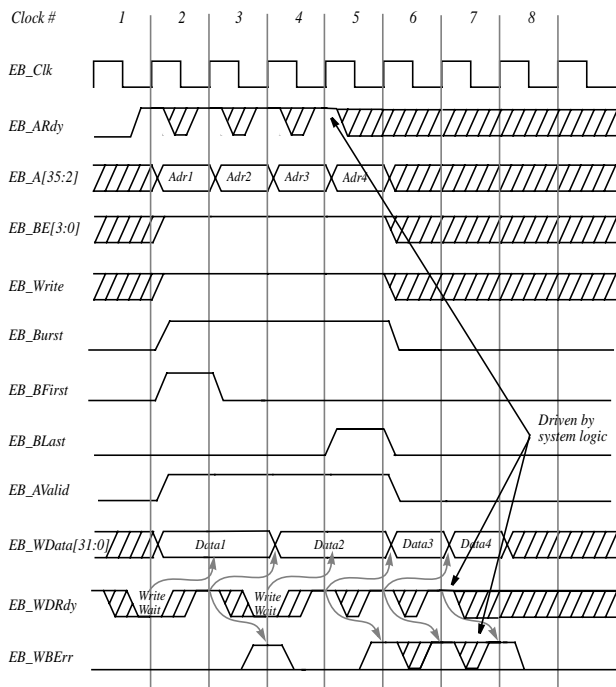 Clock # 1 2 3 4 5 6 7 8
EB_Clk
EB_ARdy
EB_A[35:2] Adr1 Adr2 Adr3 Adr4
EB_BE[3:0]
EB_Write
EB_Burst
EB_BFirst
Driven by
system logic
EB_BLast
EB_AValid
EB_WData[31:0] Data1 Data2 Data3 Data4
EB_WDRdy Write Wait Write Wait
EB_WBErr